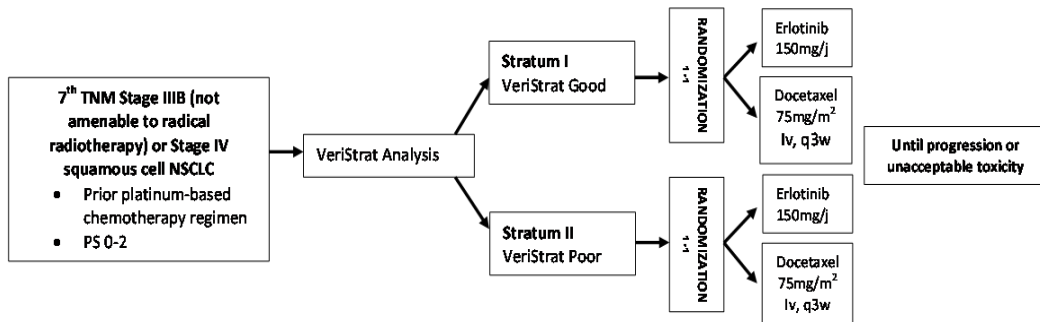 7th TNM Stage IIIB (not
amenable to radical
radiotherapy) or Stage IV
squamous cell NSCLC
• Prior platinum-based
chemotherapy regimen
• PS 0-2
VeriStrat Analysis
Stratum I
VeriStrat Good
Stratum II
VeriStrat Poor
RANDOMIZATION
1-1
RANDOMIZATION
1-1
Erlotinib
150mg/j
Docetaxel
75mg/m²
Iv, q3w
Erlotinib
150mg/j
Docetaxel
75mg/m²
Iv, q3w
Until progression or
unacceptable toxicity